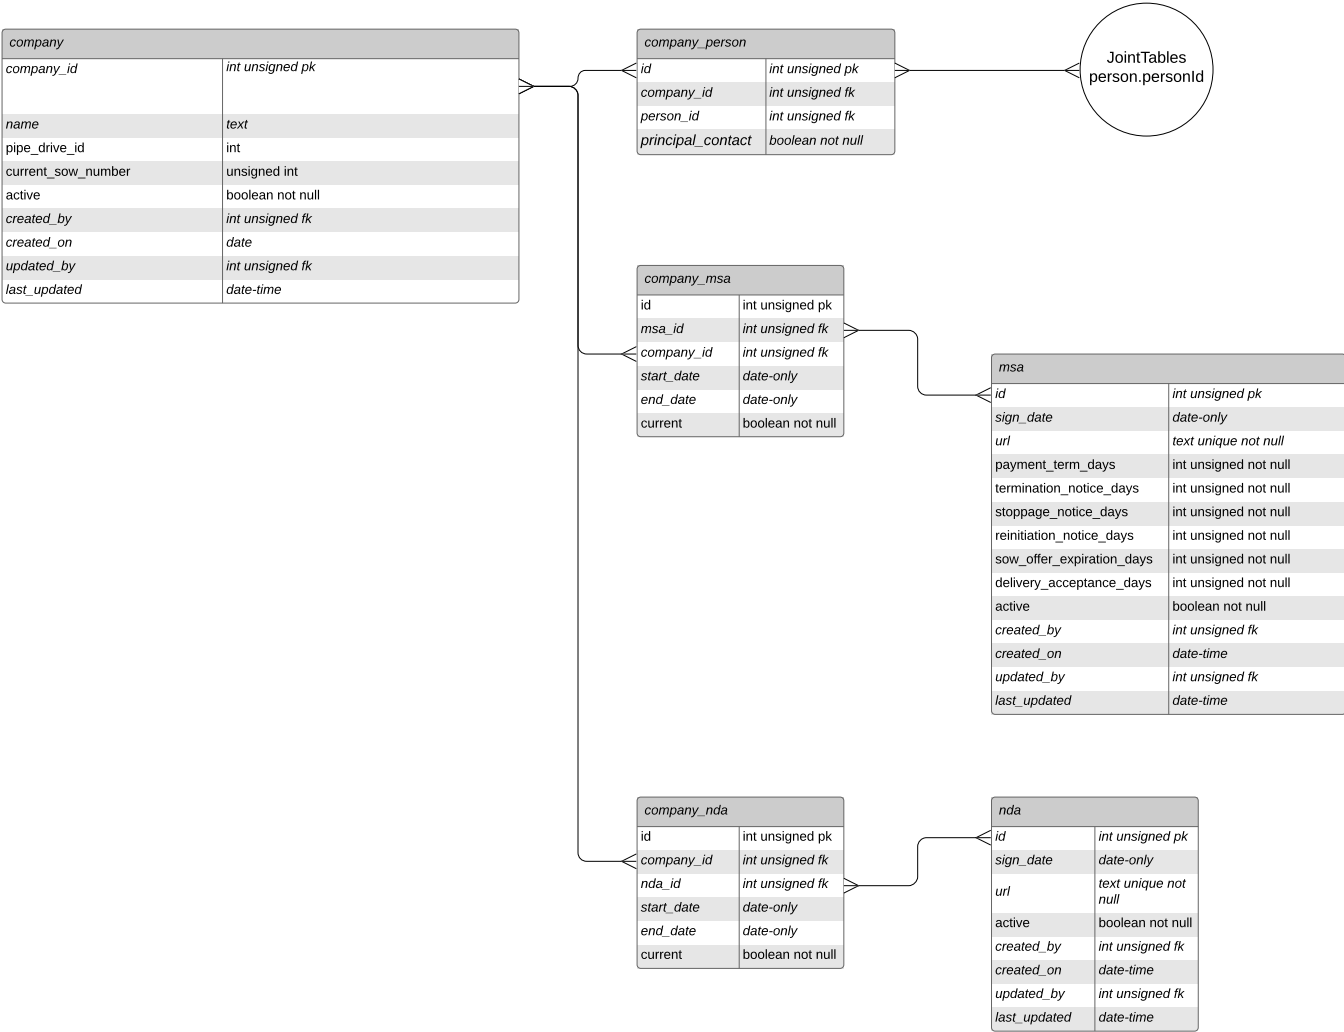 company
company_id int unsigned pk
name text
pipe_drive_id int
current_sow_number unsigned int
active boolean not null
created_by int unsigned fk
created_on date
updated_by int unsigned fk
last_updated date-time
company_person
id int unsigned pk
company_id int unsigned fk
person_id int unsigned fk
principal_contact boolean not null
JointTables
person.personId
company_msa
id int unsigned pk
msa_id int unsigned fk
company_id int unsigned fk
start_date date-only
end_date date-only
current boolean not null
msa
id int unsigned pk
sign_date date-only
url text unique not null
payment_term_days int unsigned not null
termination_notice_days int unsigned not null
stoppage_notice_days int unsigned not null
reinitiation_notice_days int unsigned not null
sow_offer_expiration_days int unsigned not null
delivery_acceptance_days int unsigned not null
active boolean not null
created_by int unsigned fk
created_on date-time
updated_by int unsigned fk
last_updated date-time
company_nda
id int unsigned pk
company_id int unsigned fk
nda_id int unsigned fk
start_date date-only
end_date date-only
current boolean not null
nda
id int unsigned pk
sign_date date-only
url text unique not
null
active boolean not null
created_by int unsigned fk
created_on date-time
updated_by int unsigned fk
last_updated date-time